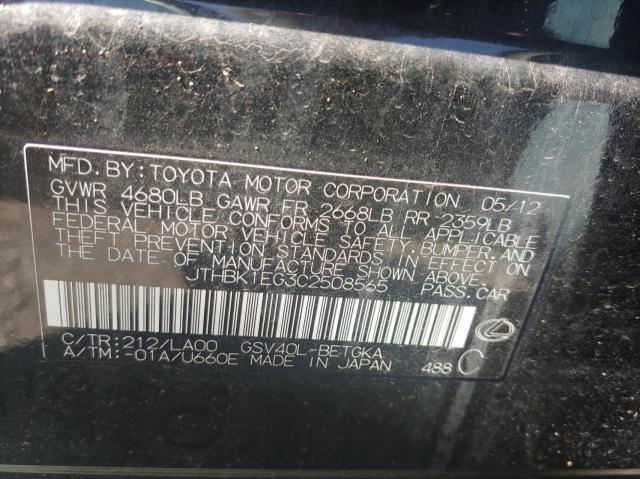 MFD. BY: TOYOTA MOTOR CORPORATION 05/12
GVWR 4680LB GAWR FR 2668LB RR 2359LB
THIS VEHICLE CONFORMS TO ALL APPLICABLE
FEDERAL MOTOR VEHICLE SAFETY, BUMPER, AND
THEFT PREVENTION STANDARDS IN EFFECT ON
THE DATE OF MANUFACTURE SHOWN ABOVE.
JTHBK1EG3C2508565 PASS.CAR
C/TR:212/LA00 GSV40L-BETGKA
A/TM:-01A/U660E MADE IN JAPAN 488 C